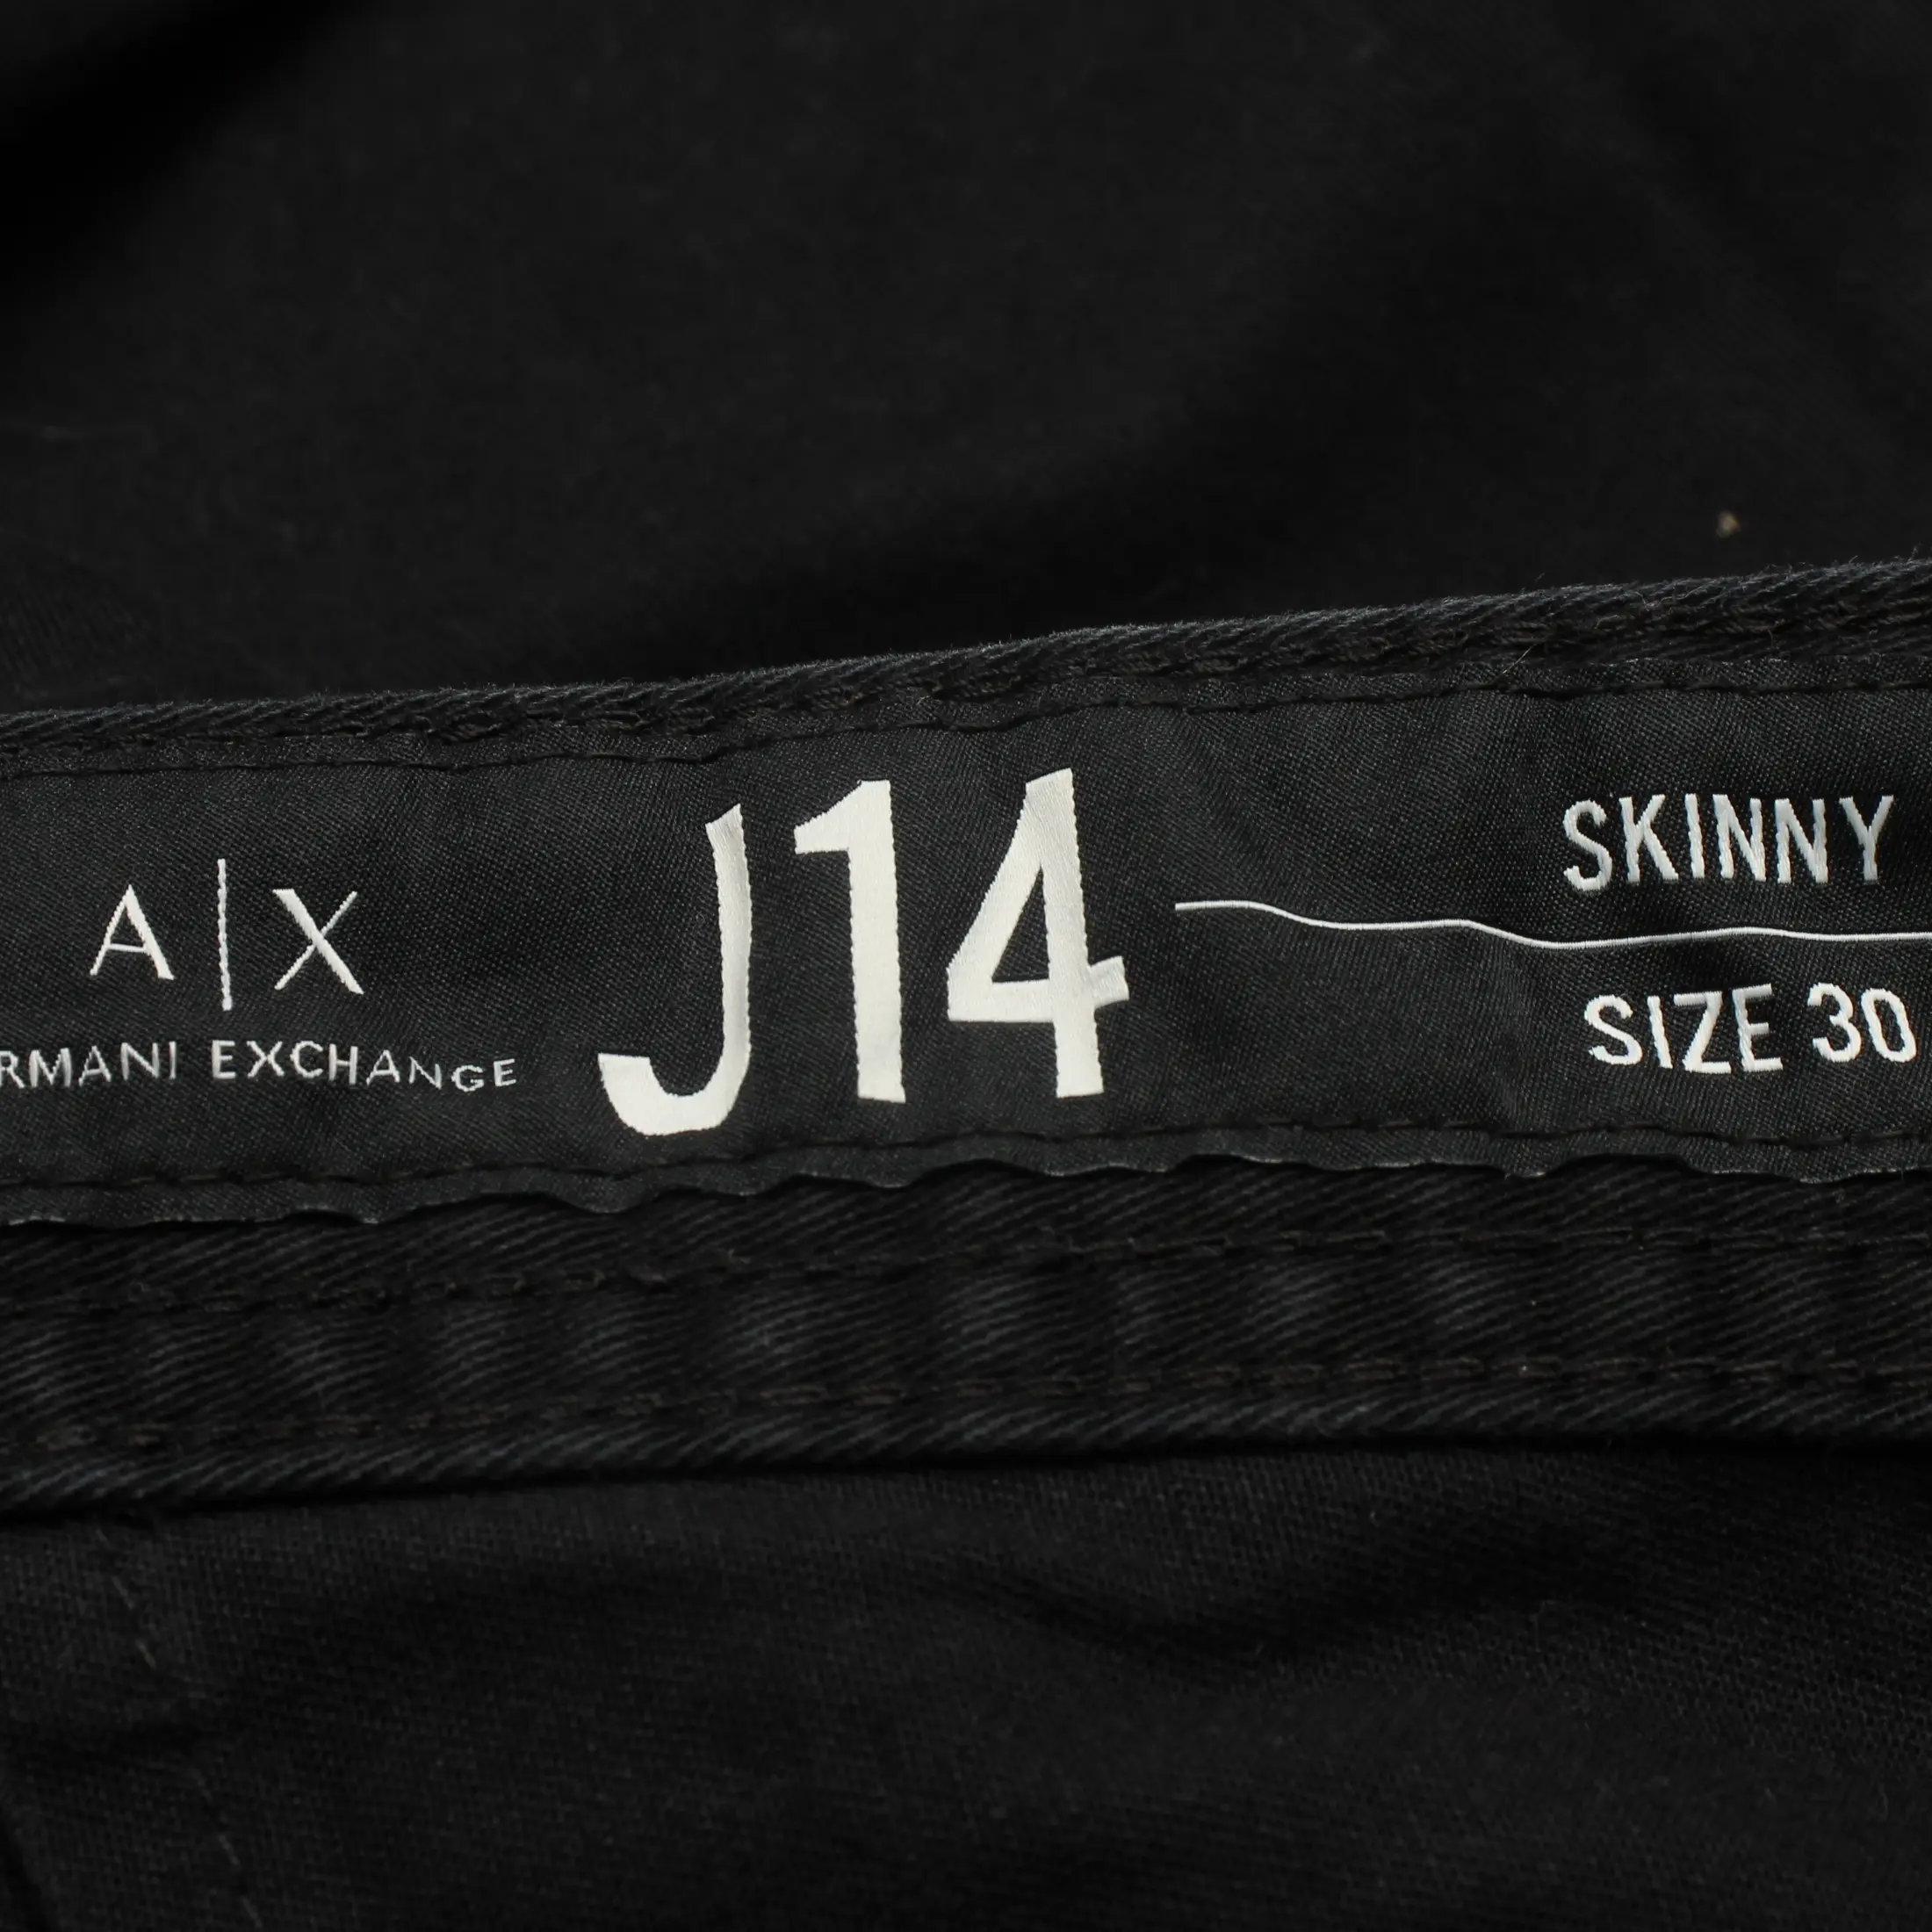 A|X
RMANI EXCHANGE
J14
SKINNY
SIZE 30